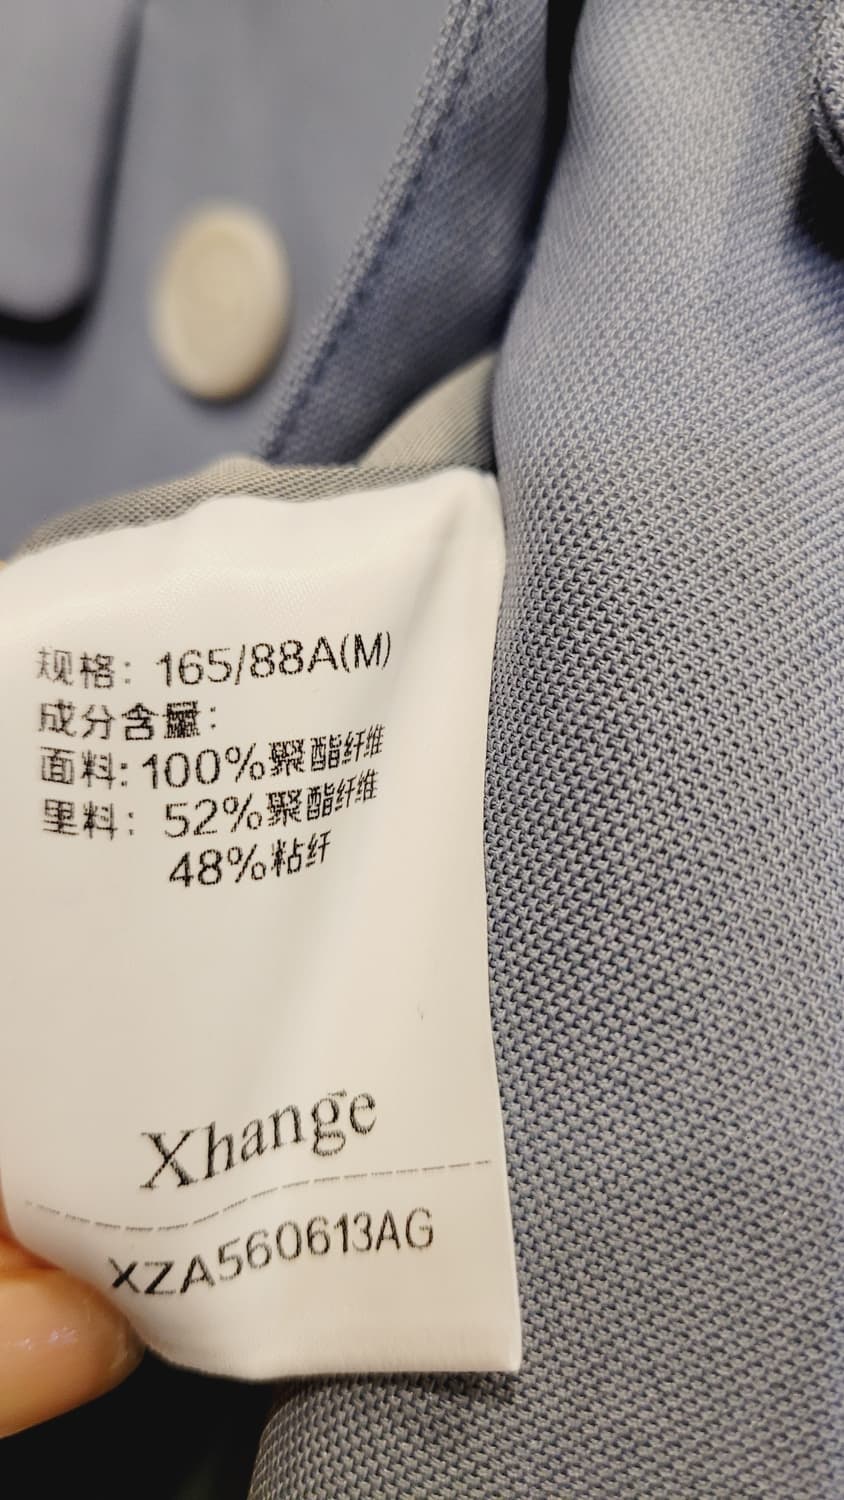 规格: 165/88A(M)
成分含量:
面料: 100%聚酯纤维
里料: 52%聚酯纤维
48%粘纤
Xhange
XZA560613AG